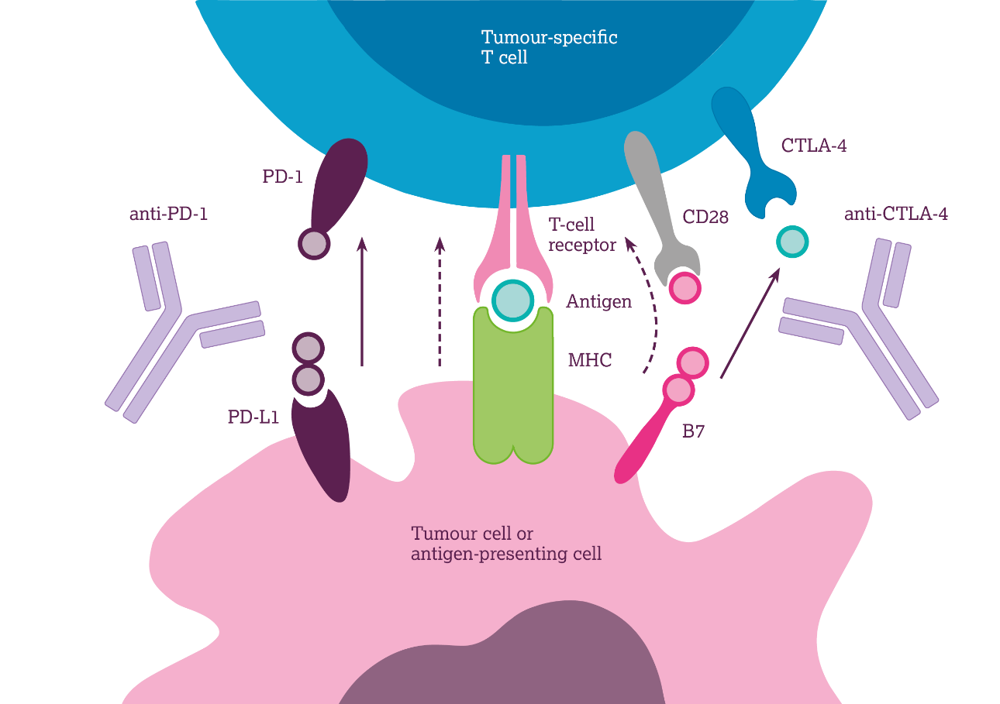 Tumour-specific
T cell
CTLA-4
PD-1
anti-PD-1
CD28
anti-CTLA-4
T-cell
receptor
Antigen
MHC
PD-L1
B7
Tumour cell or
antigen-presenting cell